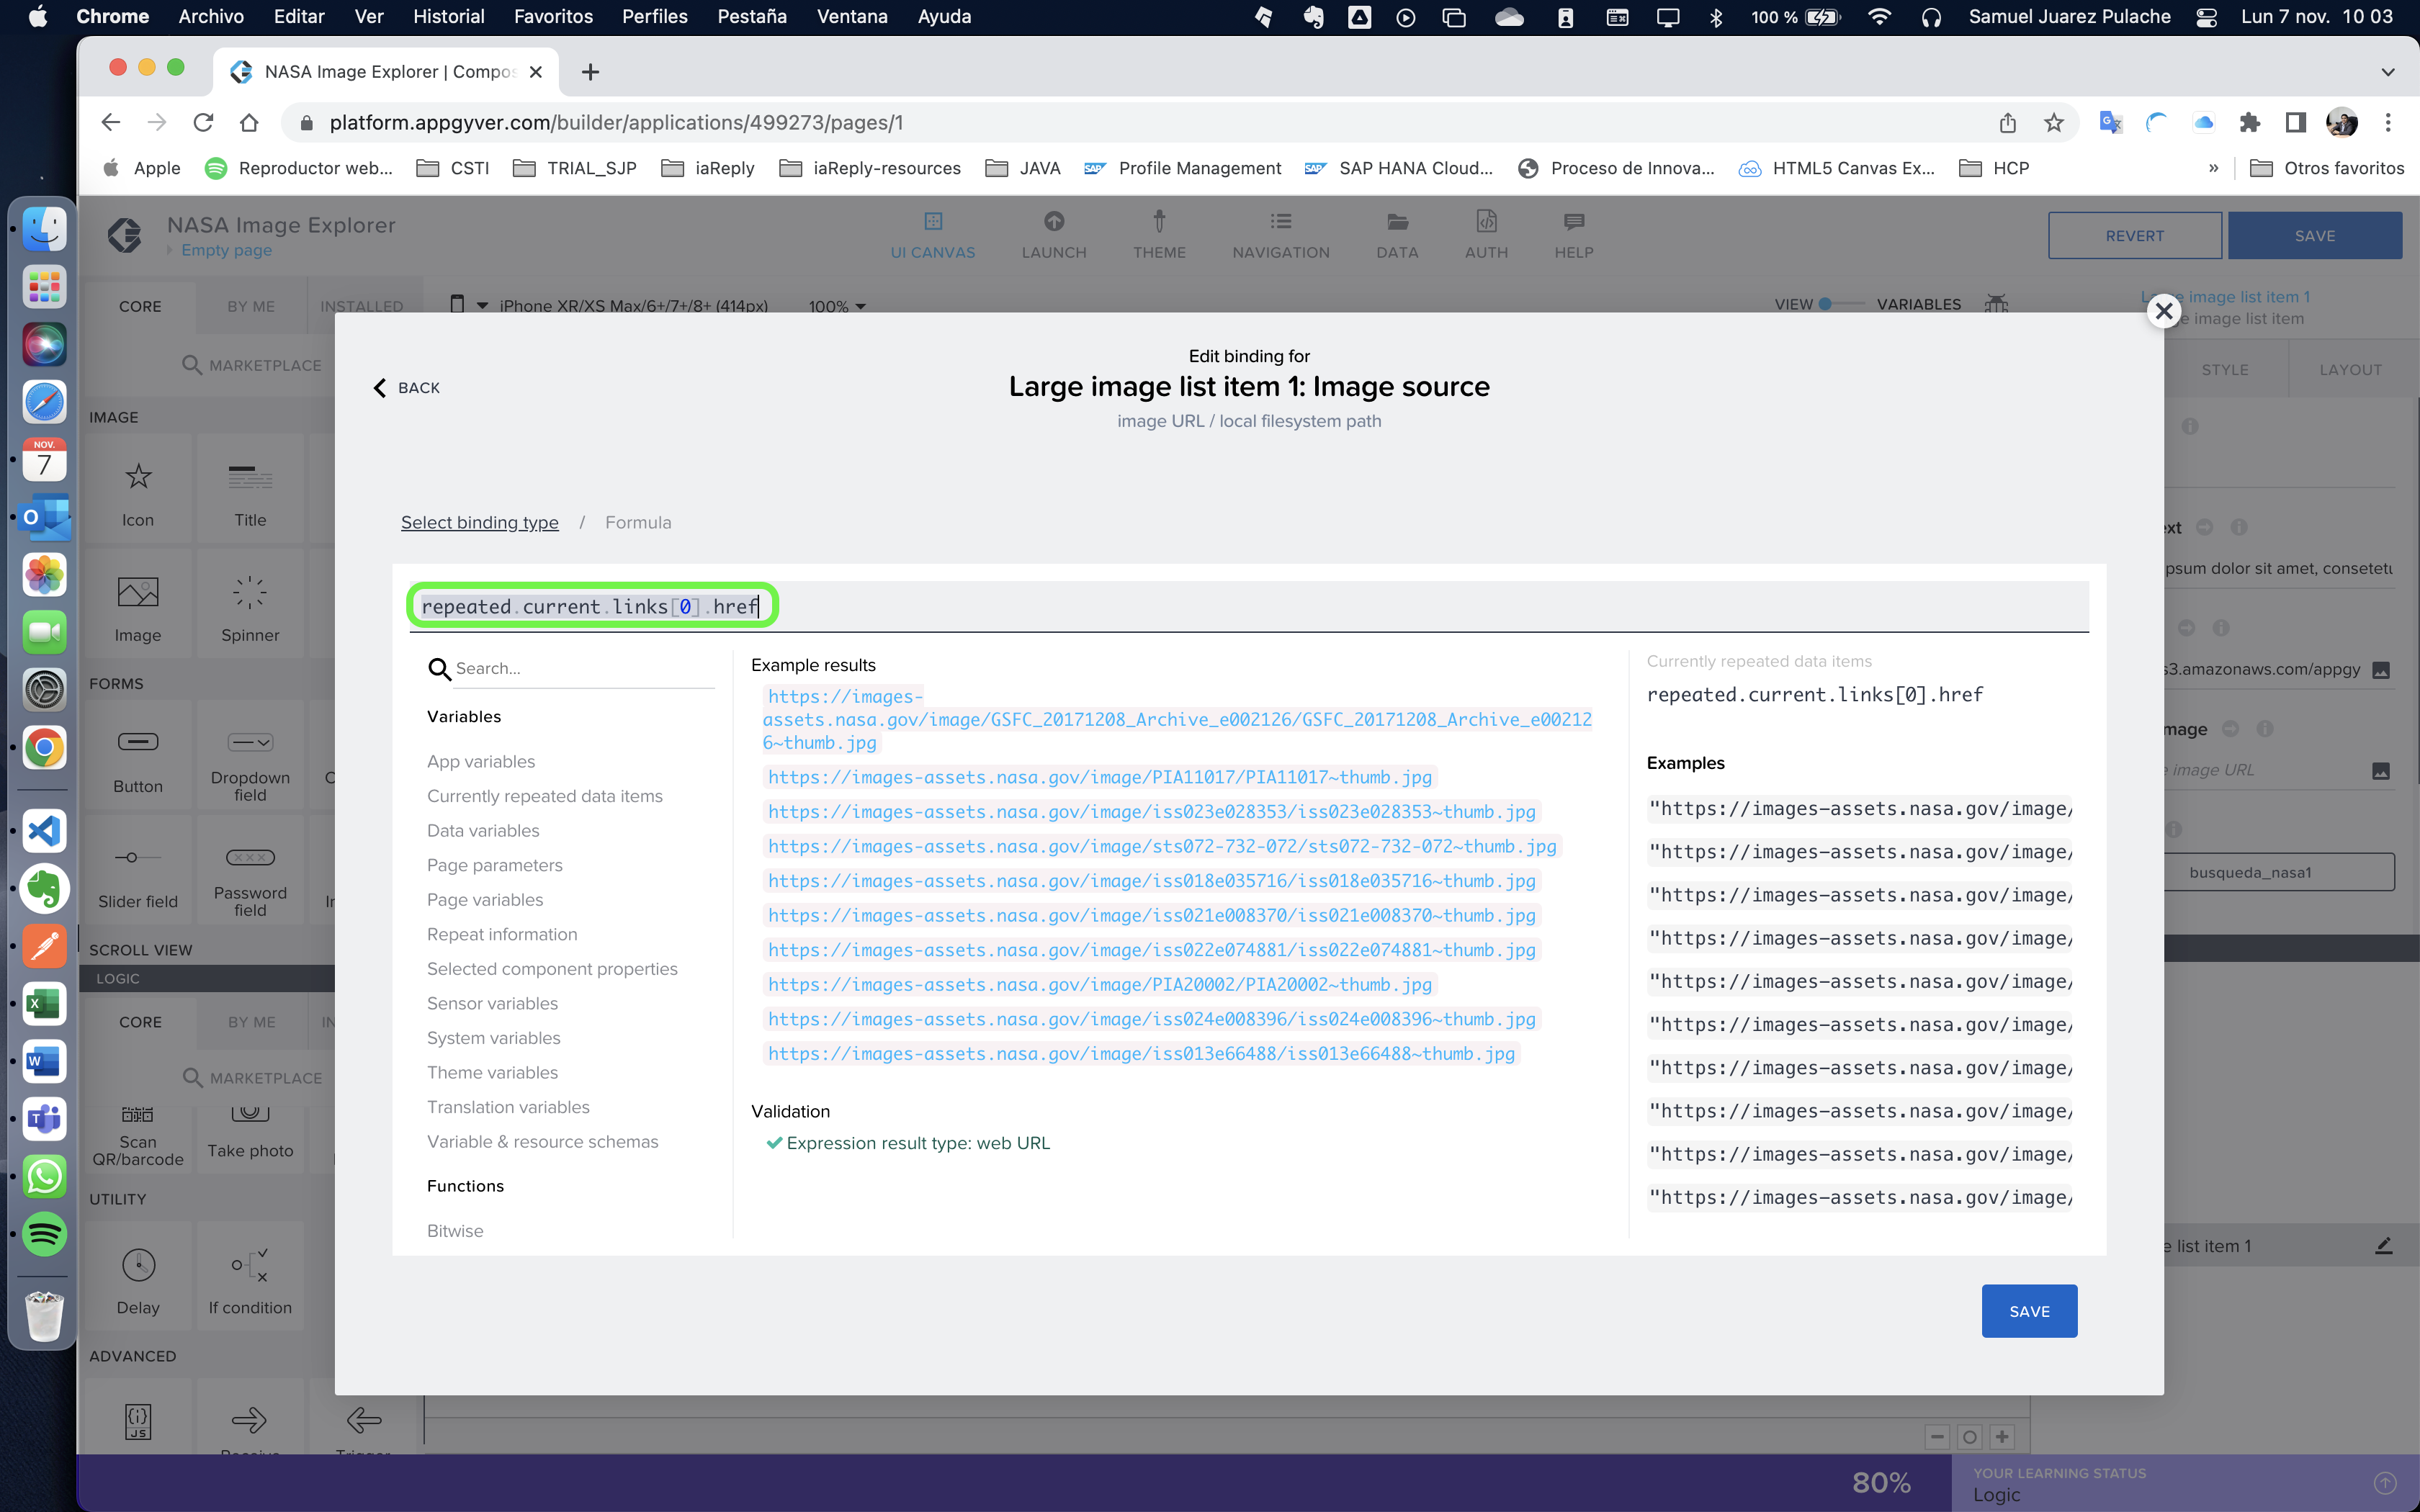 Chrome Archivo Editar Ver Historial Favoritos Perfiles Pestaña Ventana Ayuda 100 % Samuel Juarez Pulache Lun 7 nov. 10 03
NASA Image Explorer | Compos
platform.appgyver.com/builder/applications/499273/pages/1
Apple Reproductor web... CSTI TRIAL_SJP iaReply iaReply-resources JAVA SAP Profile Management SAP SAP HANA Cloud... Proceso de Innova... HTML5 Canvas Ex... HCP » Otros favoritos
NASA Image Explorer
Empty page
UI CANVAS LAUNCH THEME NAVIGATION DATA AUTH HELP
REVERT SAVE
CORE BY ME INSTALLED
iPhone XR/XS Max/6+/7+/8+ (414px) 100%
VIEW VARIABLES
image list item 1
e image list item
MARKETPLACE
STYLE LAYOUT
BACK
Edit binding for
Large image list item 1: Image source
image URL / local filesystem path
IMAGE
Icon Title
Image Spinner
FORMS
Button Dropdown field
Slider field Password field
SCROLL VIEW
LOGIC
CORE BY ME IN
MARKETPLACE
Scan QR/barcode Take photo
UTILITY
Delay If condition
ADVANCED
JS
NOV.
7
Select binding type / Formula
repeated.current.links[0].href
Search...
Variables
App variables
Currently repeated data items
Data variables
Page parameters
Page variables
Repeat information
Selected component properties
Sensor variables
System variables
Theme variables
Translation variables
Variable & resource schemas
Functions
Bitwise
Example results
https://images-
assets.nasa.gov/image/GSFC_20171208_Archive_e002126/GSFC_20171208_Archive_e00212
6~thumb.jpg
https://images-assets.nasa.gov/image/PIA11017/PIA11017~thumb.jpg
https://images-assets.nasa.gov/image/iss023e028353/iss023e028353~thumb.jpg
https://images-assets.nasa.gov/image/sts072-732-072/sts072-732-072~thumb.jpg
https://images-assets.nasa.gov/image/iss018e035716/iss018e035716~thumb.jpg
https://images-assets.nasa.gov/image/iss021e008370/iss021e008370~thumb.jpg
https://images-assets.nasa.gov/image/iss022e074881/iss022e074881~thumb.jpg
https://images-assets.nasa.gov/image/PIA20002/PIA20002~thumb.jpg
https://images-assets.nasa.gov/image/iss024e008396/iss024e008396~thumb.jpg
https://images-assets.nasa.gov/image/iss013e66488/iss013e66488~thumb.jpg
Validation
Expression result type: web URL
Currently repeated data items
repeated.current.links[0].href
Examples
"https://images-assets.nasa.gov/image/
"https://images-assets.nasa.gov/image/
"https://images-assets.nasa.gov/image/
"https://images-assets.nasa.gov/image/
"https://images-assets.nasa.gov/image/
"https://images-assets.nasa.gov/image/
"https://images-assets.nasa.gov/image/
"https://images-assets.nasa.gov/image/
"https://images-assets.nasa.gov/image/
"https://images-assets.nasa.gov/image/
SAVE
ext
psum dolor sit amet, consetetu
s3.amazonaws.com/appgy
mage
image URL
busqueda_nasa1
e list item 1
80%
YOUR LEARNING STATUS
Logic